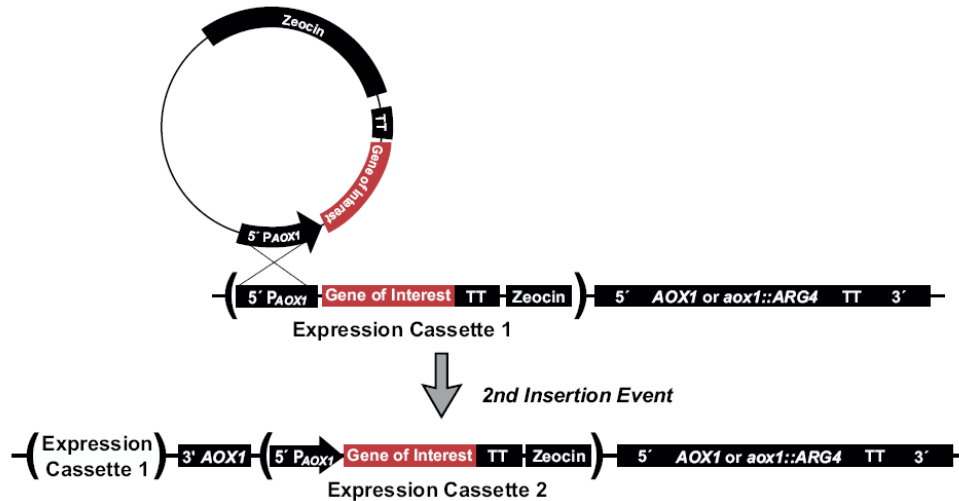 Zeocin
TT
Gene of Interest
5´ PAOX1
( 5´ PAOX1 Gene of Interest TT Zeocin ) 5´ AOX1 or aox1::ARG4 TT 3´
Expression Cassette 1
2nd Insertion Event
( Expression Cassette 1 ) 3' AOX1 ( 5´ PAOX1 Gene of Interest TT Zeocin ) 5´ AOX1 or aox1::ARG4 TT 3´
Expression Cassette 2